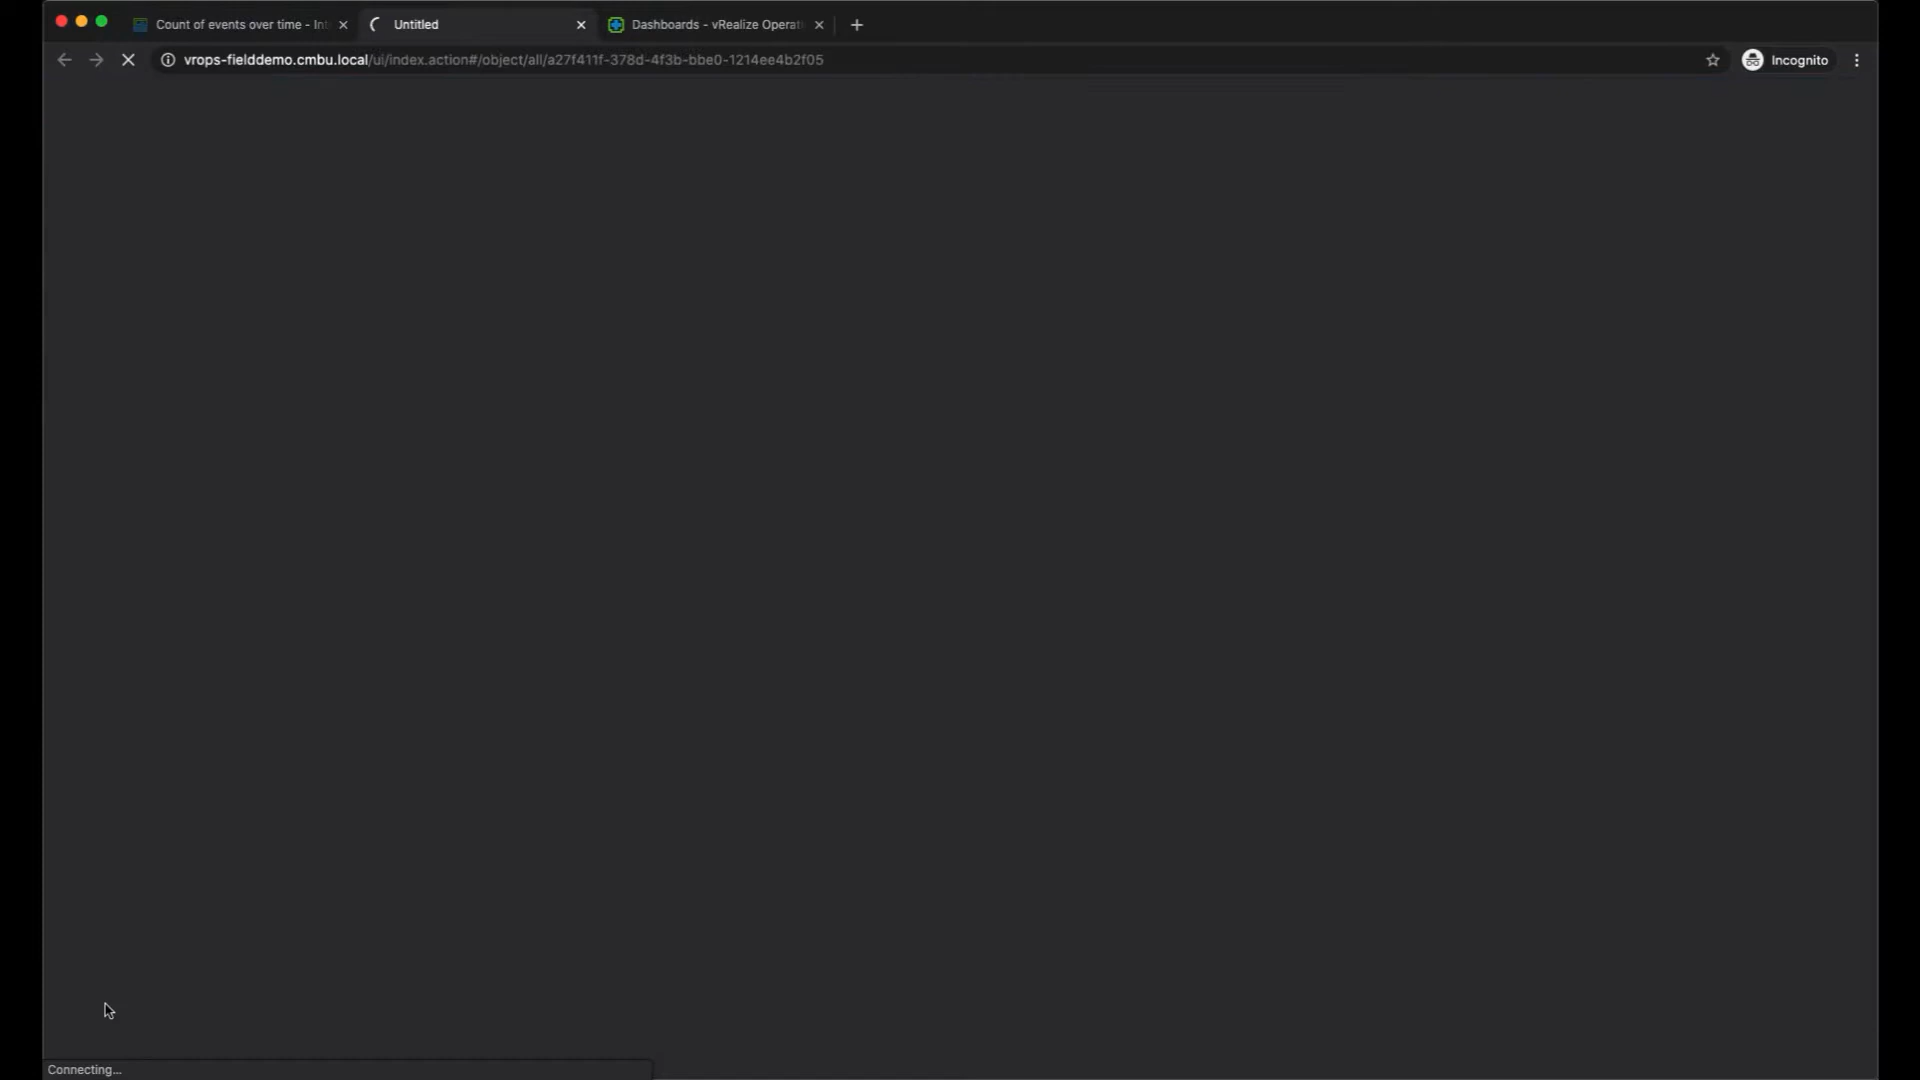 Count of events over time - Int
Untitled
Dashboards - vRealize Operati
vrops-fielddemo.cmbu.local/ui/index.action#/object/all/a27f411f-378d-4f3b-bbe0-1214ee4b2f05
Incognito
Connecting...